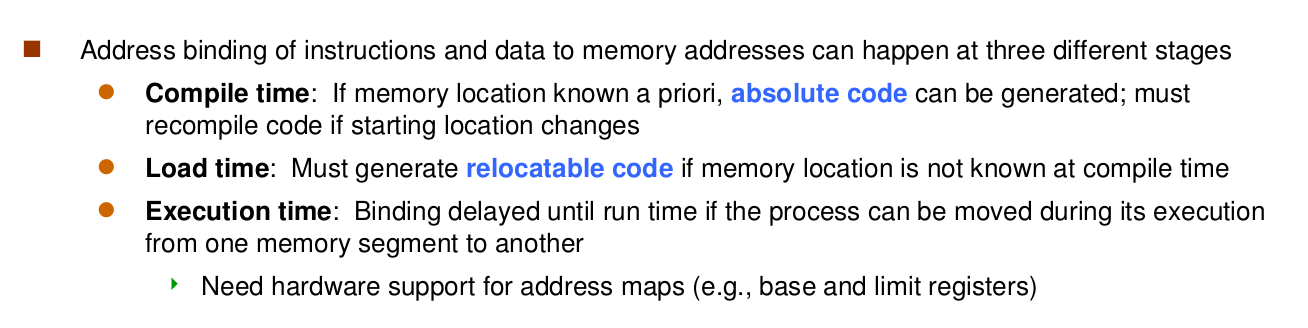 Address binding of instructions and data to memory addresses can happen at three different stages
Compile time: If memory location known a priori, absolute code can be generated; must
recompile code if starting location changes
Load time: Must generate relocatable code if memory location is not known at compile time
Execution time: Binding delayed until run time if the process can be moved during its execution
from one memory segment to another
Need hardware support for address maps (e.g., base and limit registers)